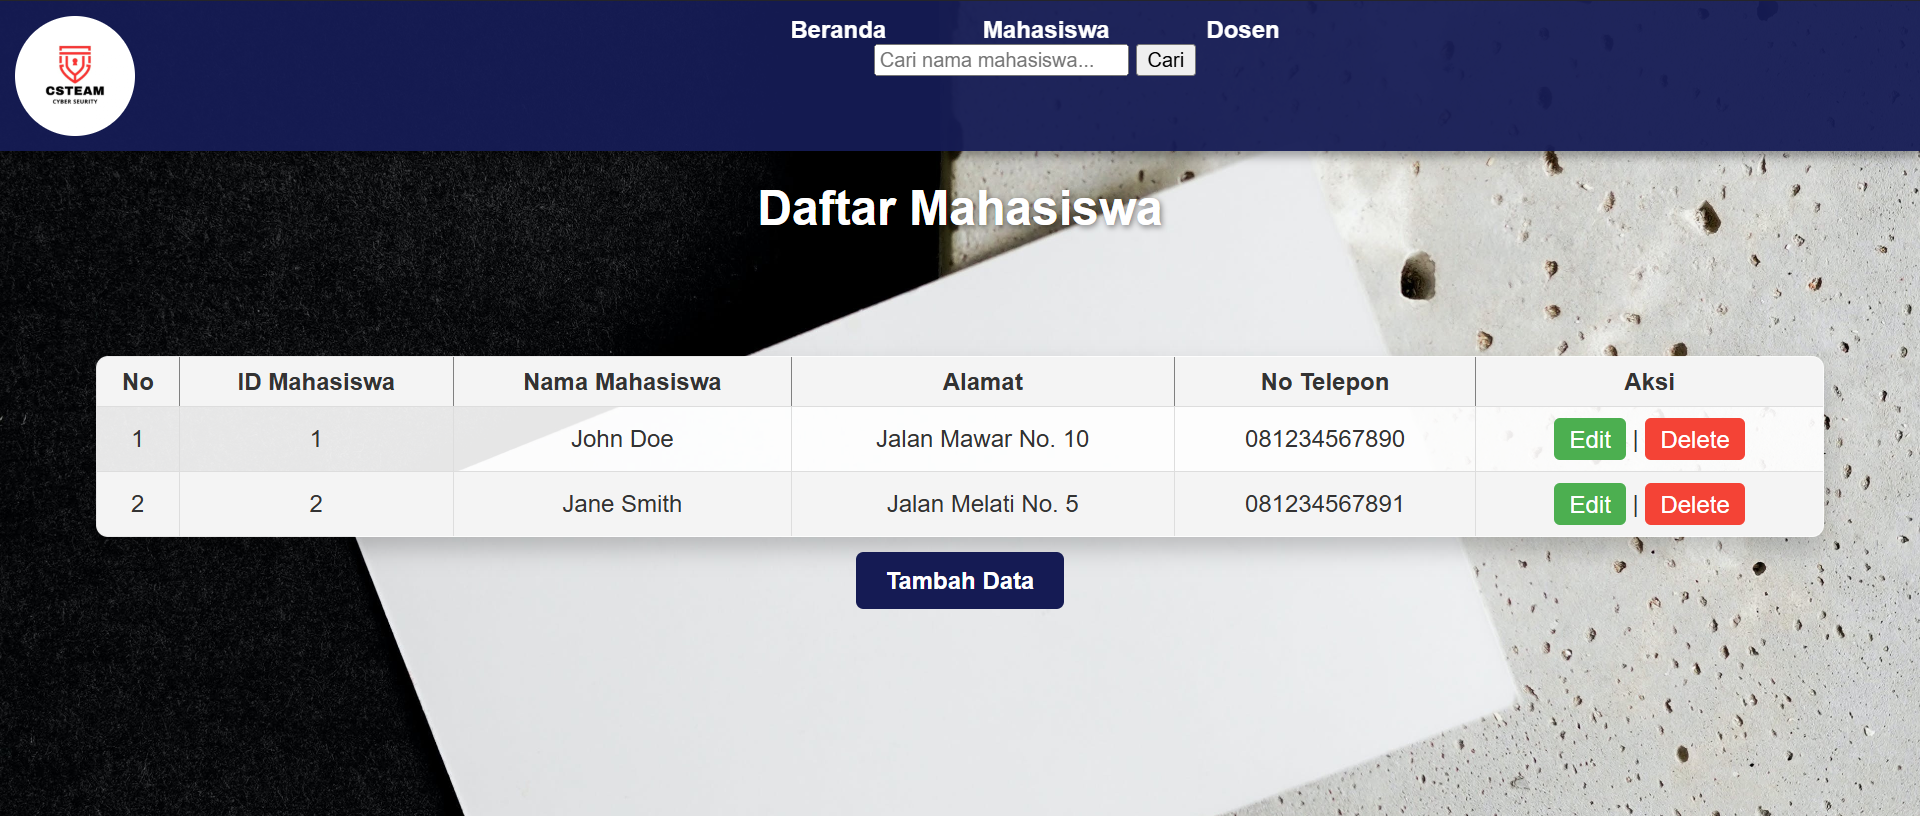 CSTEAM
CYBER SEURITY
Beranda Mahasiswa Dosen
Cari nama mahasiswa... Cari
Daftar Mahasiswa
No ID Mahasiswa Nama Mahasiswa Alamat No Telepon Aksi
1 1 John Doe Jalan Mawar No. 10 081234567890 Edit | Delete
2 2 Jane Smith Jalan Melati No. 5 081234567891 Edit | Delete
Tambah Data